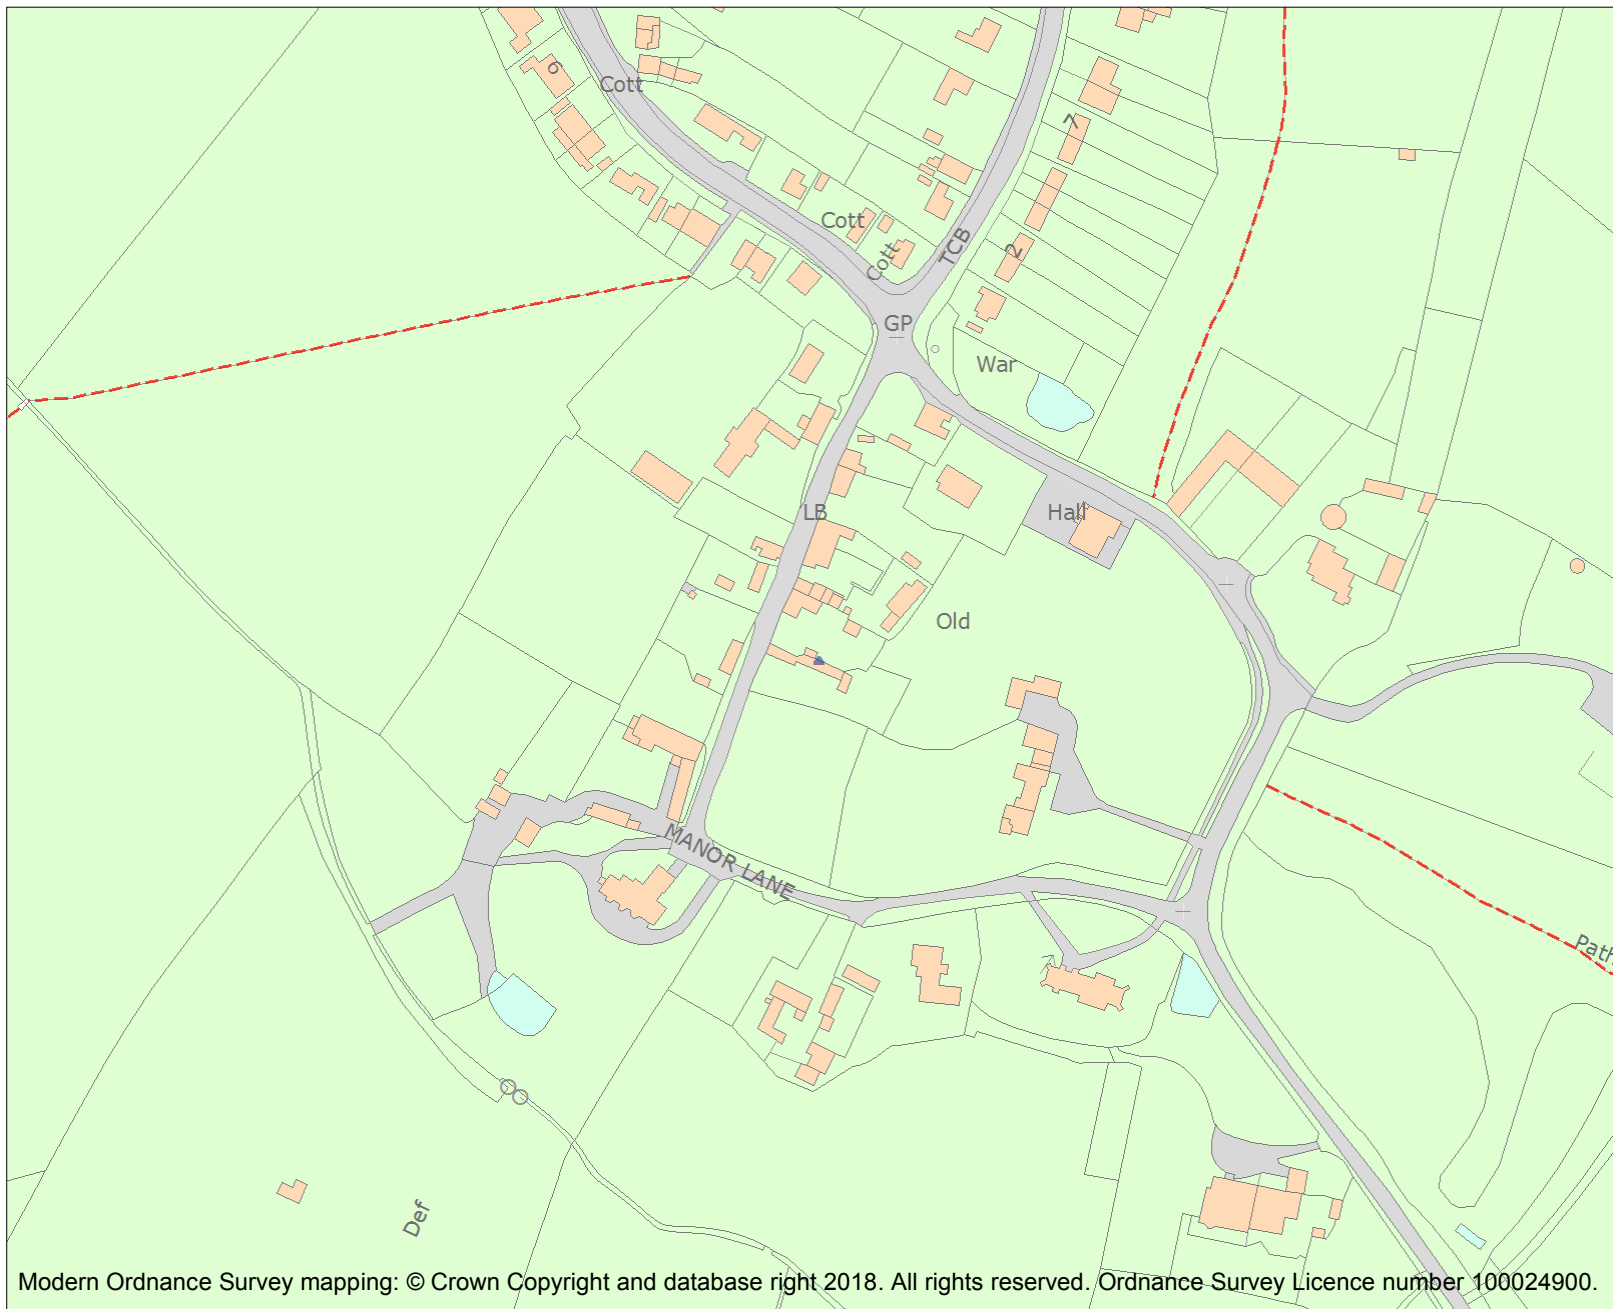 6
Cott
7
Cott
Cott
TCB
2
GP
War
LB
Hall
Old
MANOR LANE
Path
Def
Modern Ordnance Survey mapping: © Crown Copyright and database right 2018. All rights reserved. Ordnance Survey Licence number 100024900.